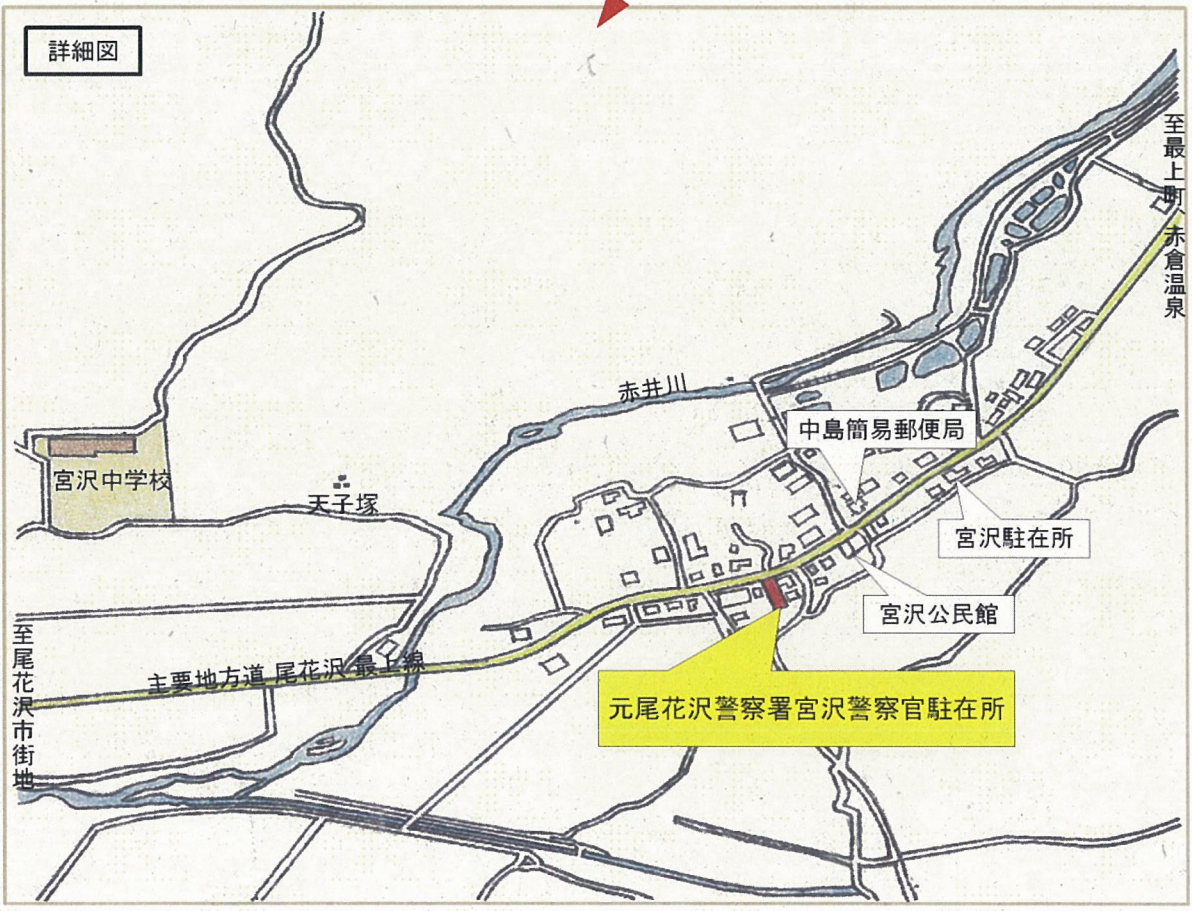 詳細図
至最上町、赤倉温泉
赤井川
中島簡易郵便局
宮沢中学校
天子塚
宮沢駐在所
宮沢公民館
至尾花沢市街地
主要地方道 尾花沢 最上線
元尾花沢警察署宮沢警察官駐在所